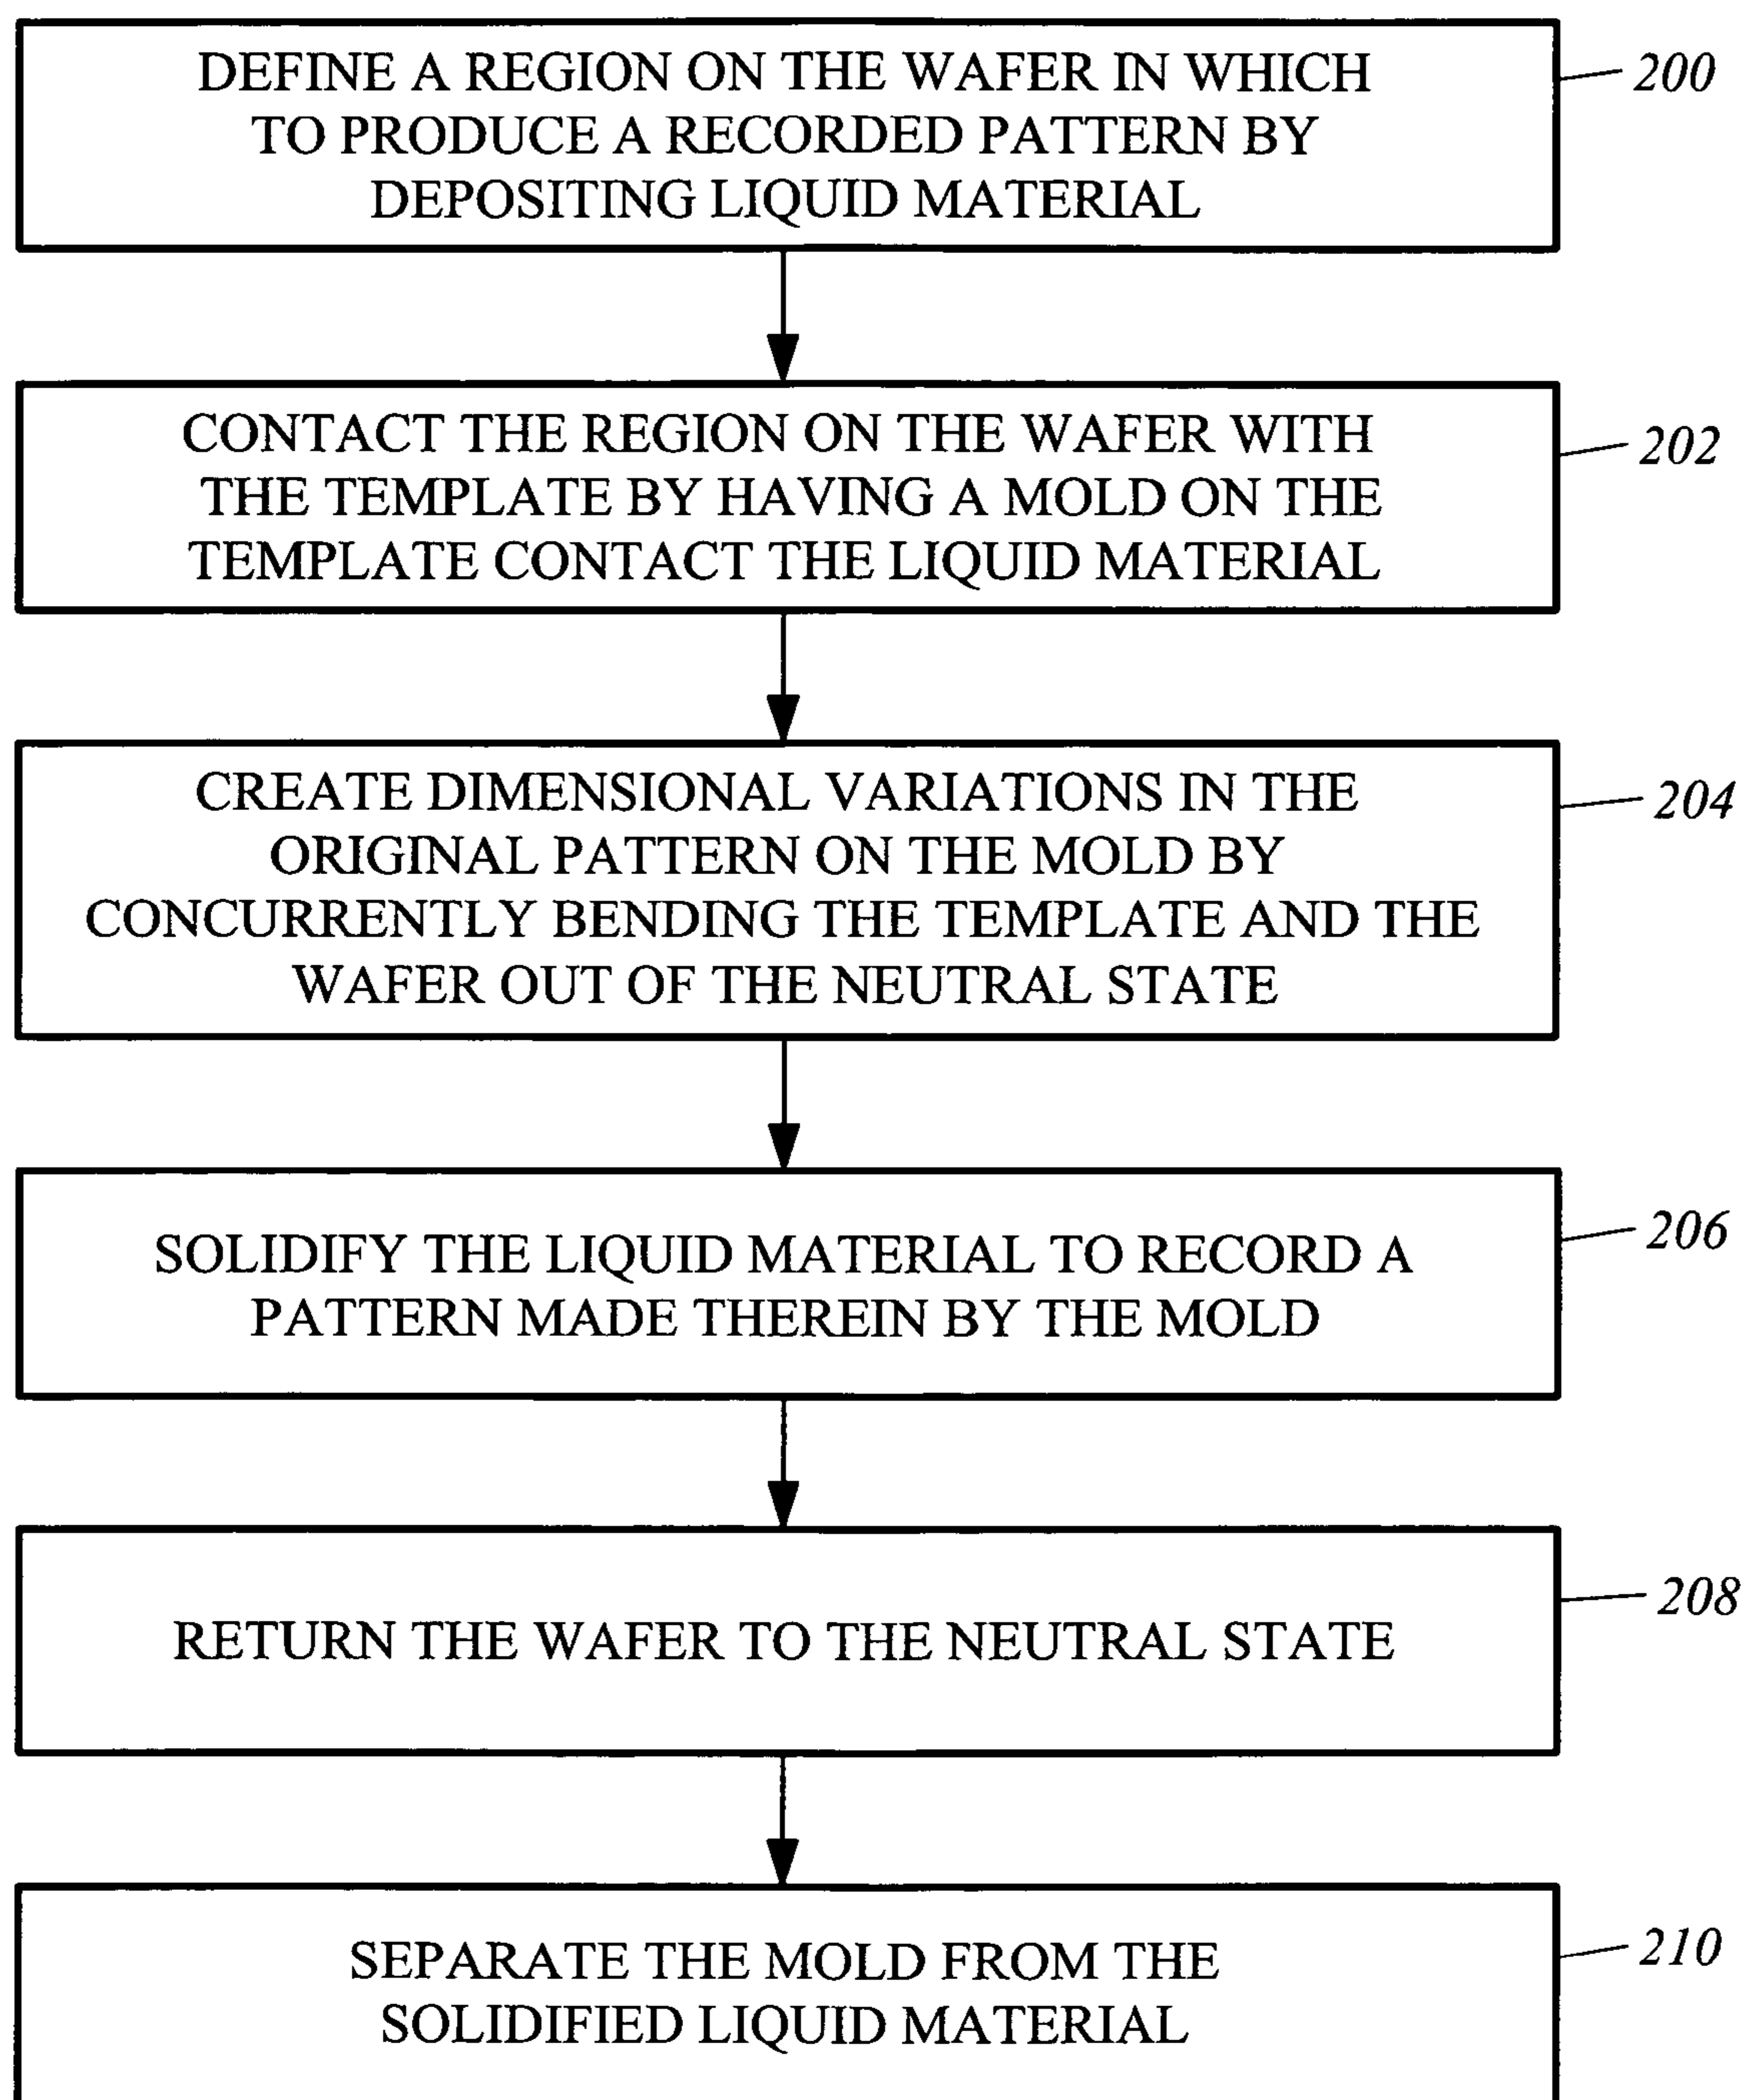 DEFINE A REGION ON THE WAFER IN WHICH
TO PRODUCE A RECORDED PATTERN BY
DEPOSITING LIQUID MATERIAL
200
CONTACT THE REGION ON THE WAFER WITH
THE TEMPLATE BY HAVING A MOLD ON THE
TEMPLATE CONTACT THE LIQUID MATERIAL
202
CREATE DIMENSIONAL VARIATIONS IN THE
ORIGINAL PATTERN ON THE MOLD BY
CONCURRENTLY BENDING THE TEMPLATE AND THE
WAFER OUT OF THE NEUTRAL STATE
204
SOLIDIFY THE LIQUID MATERIAL TO RECORD A
PATTERN MADE THEREIN BY THE MOLD
206
RETURN THE WAFER TO THE NEUTRAL STATE
208
SEPARATE THE MOLD FROM THE
SOLIDIFIED LIQUID MATERIAL
210